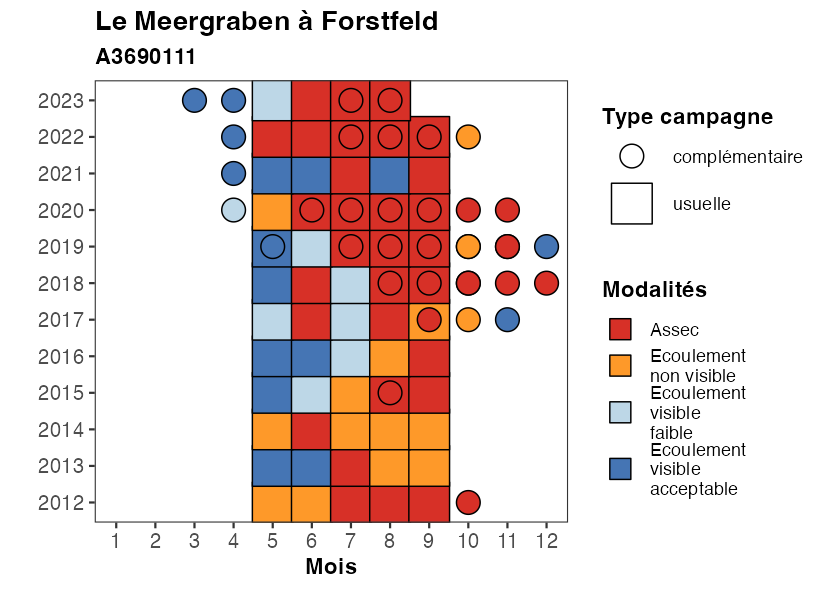 Le Meergraben à Forstfeld
A3690111
2023
2022
2021
2020
2019
2018
2017
2016
2015
2014
2013
2012
1 2 3 4 5 6 7 8 9 10 11 12
Mois
Type campagne
complémentaire
usuelle
Modalités
Assec
Ecoulement
non visible
Ecoulement
visible
faible
Ecoulement
visible
acceptable